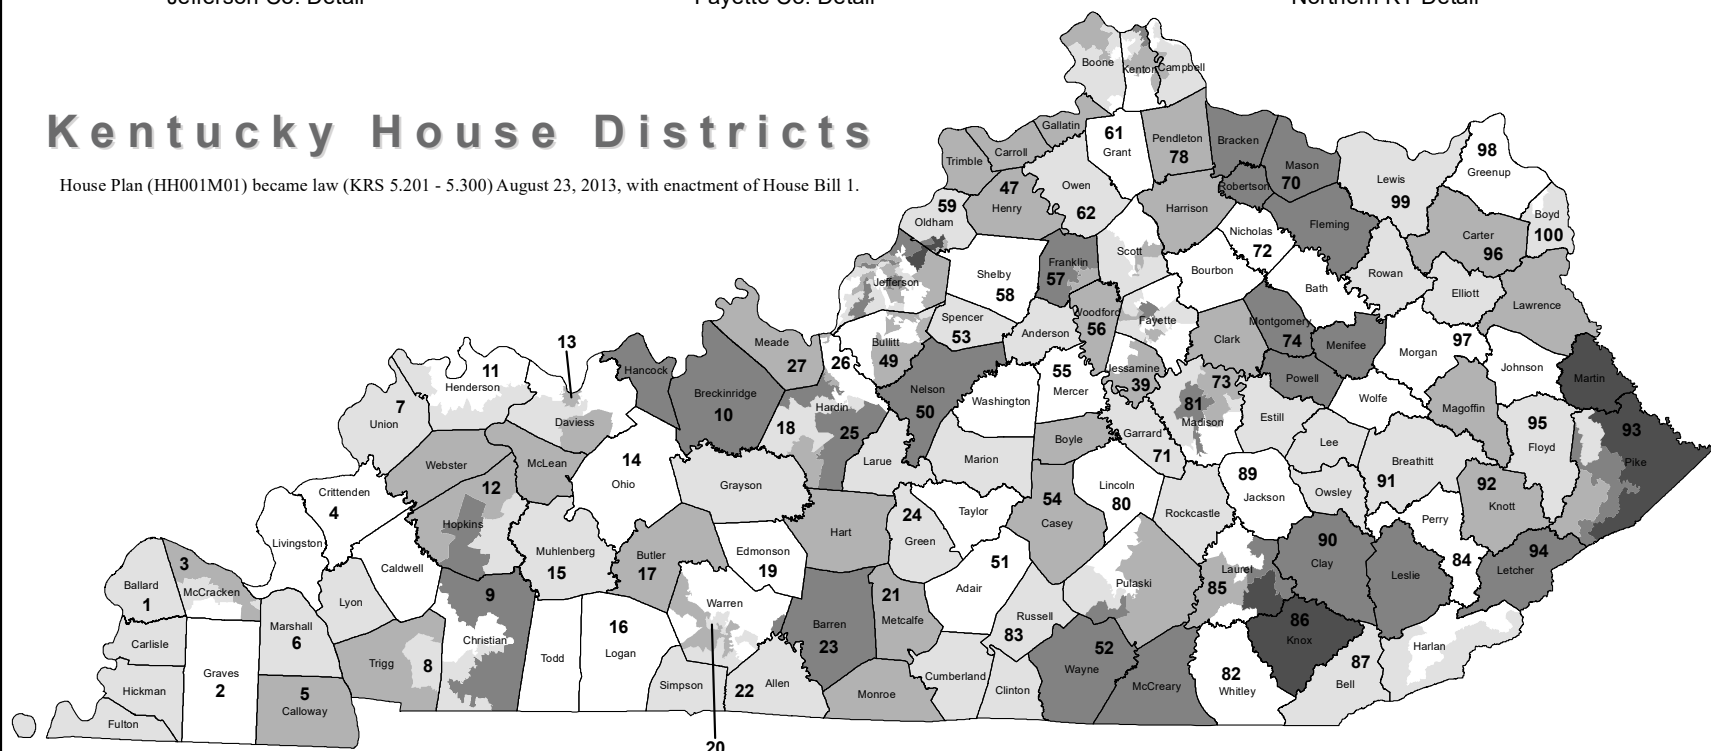 Jefferson Co. Detail
Fayette Co. Detail
Northern KY Detail
Kentucky House Districts
House Plan (HH001M01) became law (KRS 5.201 - 5.300) August 23, 2013, with enactment of House Bill 1.
Boone
Kenton
Campbell
Gallatin
61
Grant
Pendleton
78
Bracken
Mason
70
Robertson
Lewis
99
98
Greenup
Boyd
100
Trimble
Carroll
47
Henry
Owen
62
Harrison
Nicholas
72
Fleming
Carter
96
59
Oldham
Scott
Bourbon
Bath
Rowan
Elliott
Lawrence
Jefferson
Shelby
58
Franklin
57
Woodford
56
Fayette
Clark
Montgomery
74
Menifee
Morgan
97
Johnson
Martin
Spencer
53
Anderson
Bullitt
49
26
Meade
27
13
11
Henderson
Hancock
Breckinridge
10
7
Union
Daviess
Hardin
18
25
Nelson
50
Washington
55
Mercer
Jessamine
39
73
81
Madison
Powell
Estill
Wolfe
Magoffin
95
Floyd
93
Pike
Webster
McLean
14
Ohio
Grayson
Larue
Marion
Boyle
Garrard
71
Lee
91
Breathitt
92
Knott
Crittenden
4
12
Hopkins
Muhlenberg
15
Butler
17
Edmonson
19
Hart
24
Green
Taylor
54
Casey
Lincoln
80
Rockcastle
89
Jackson
Owsley
Perry
84
Livingston
Caldwell
Lyon
3
McCracken
Ballard
1
Carlisle
Hickman
Fulton
Graves
2
Marshall
6
5
Calloway
Trigg
8
9
Christian
Todd
16
Logan
Warren
20
Simpson
22
Allen
Barren
23
21
Metcalfe
Monroe
51
Adair
Cumberland
Clinton
Russell
83
Pulaski
52
Wayne
McCreary
Laurel
85
86
Knox
82
Whitley
90
Clay
Leslie
94
Letcher
Harlan
87
Bell